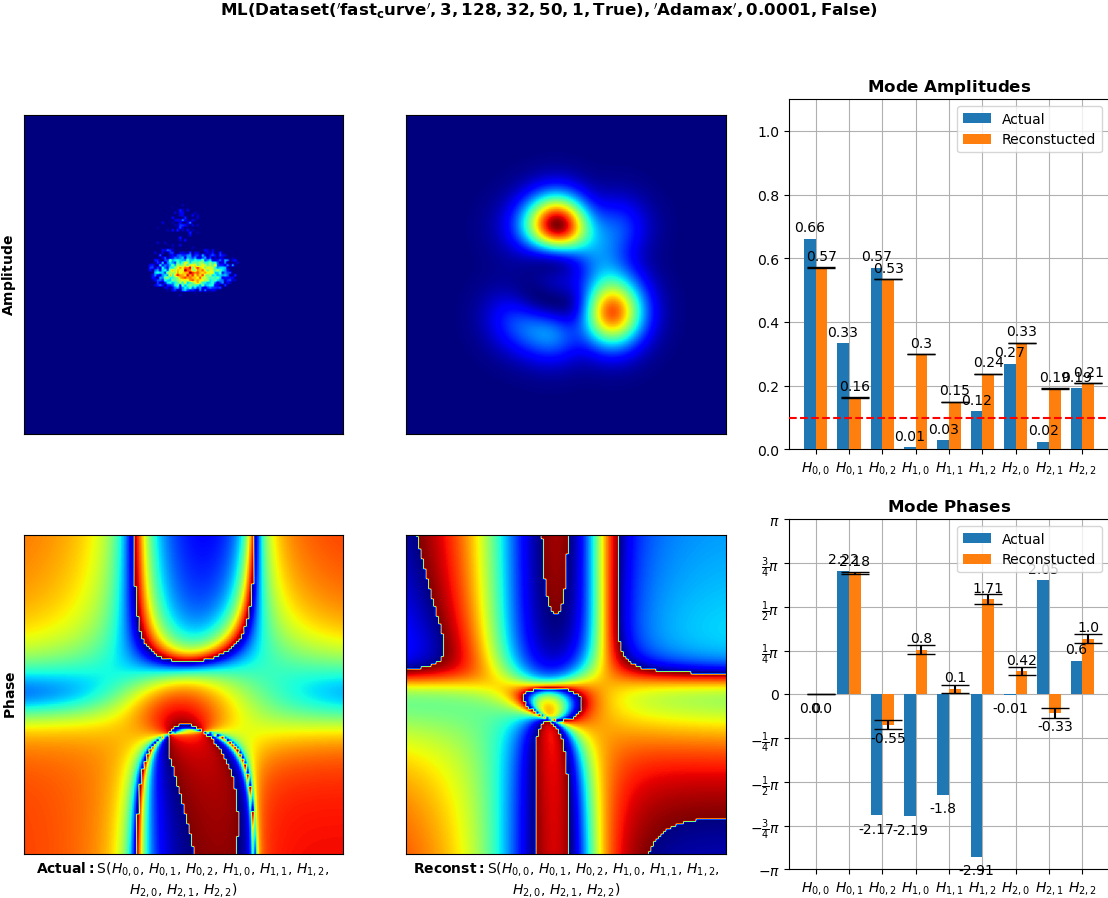 ML(Dataset('fast_curve', 3, 128, 32, 50, 1, True), 'Adamax', 0.0001, False)
Amplitude
Mode Amplitudes
Actual
Reconstucted
1.0
0.8
0.6
0.4
0.2
0.0
0.66
0.57
0.33
0.16
0.57
0.53
0.01
0.3
0.03
0.15
0.12
0.24
0.27
0.33
0.02
0.19
0.19
0.21
H0,0 H0,1 H0,2 H1,0 H1,1 H1,2 H2,0 H2,1 H2,2
Phase
Actual: S(H0,0, H0,1, H0,2, H1,0, H1,1, H1,2,
H2,0, H2,1, H2,2)
Reconst: S(H0,0, H0,1, H0,2, H1,0, H1,1, H1,2,
H2,0, H2,1, H2,2)
Mode Phases
Actual
Reconstucted
π
3/4π
1/2π
1/4π
0
−1/4π
−1/2π
−3/4π
−π
0.0
2.18
-2.17
-0.55
-2.19
0.8
-1.8
0.1
-2.91
1.71
-0.01
0.42
-0.33
0.6
1.0
H0,0 H0,1 H0,2 H1,0 H1,1 H1,2 H2,0 H2,1 H2,2